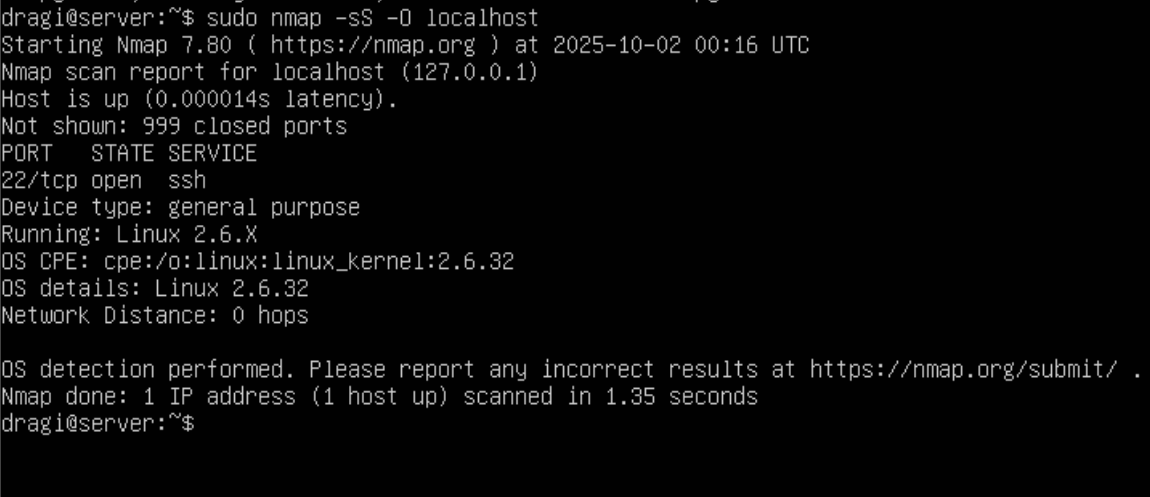 dragi@server:~$ sudo nmap -sS -O localhost
Starting Nmap 7.80 ( https://nmap.org ) at 2025-10-02 00:16 UTC
Nmap scan report for localhost (127.0.0.1)
Host is up (0.000014s latency).
Not shown: 999 closed ports
PORT   STATE SERVICE
22/tcp open  ssh
Device type: general purpose
Running: Linux 2.6.X
OS CPE: cpe:/o:linux:linux_kernel:2.6.32
OS details: Linux 2.6.32
Network Distance: 0 hops
OS detection performed. Please report any incorrect results at https://nmap.org/submit/ .
Nmap done: 1 IP address (1 host up) scanned in 1.35 seconds
dragi@server:~$